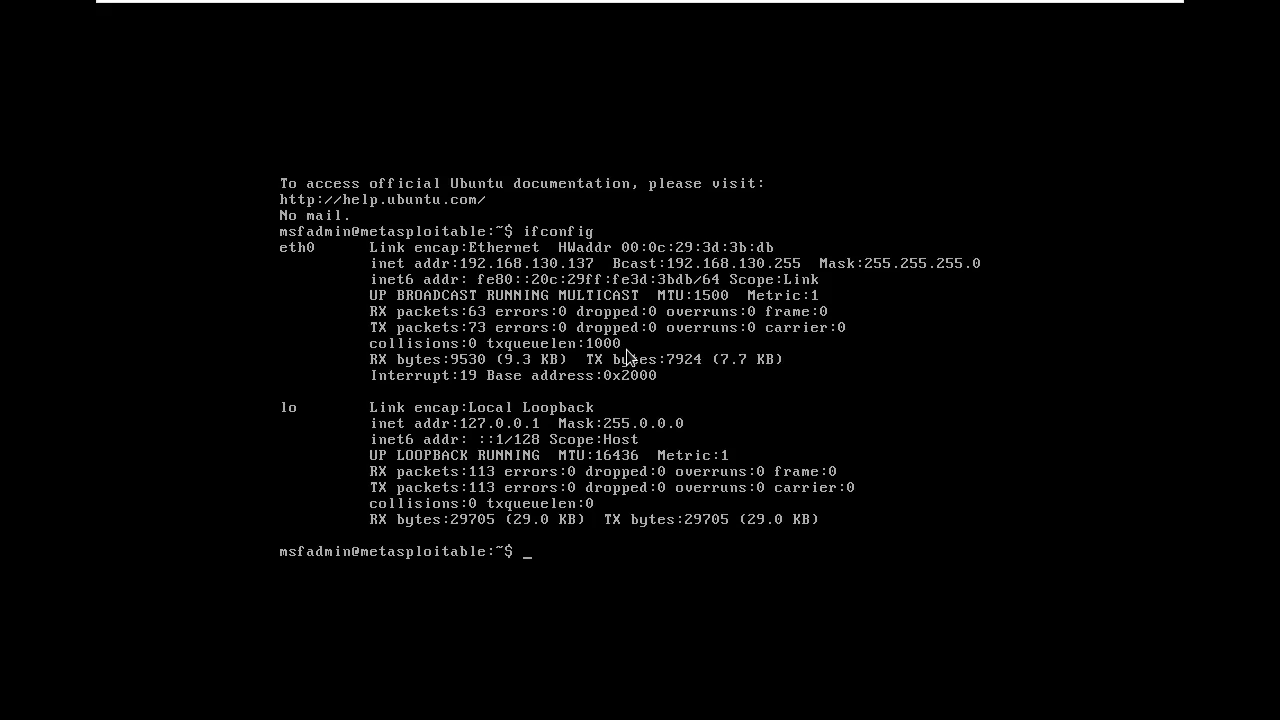 To access official Ubuntu documentation, please visit:
http://help.ubuntu.com/
No mail.
msfadmin@metasploitable:~$ ifconfig
eth0      Link encap:Ethernet  HWaddr 00:0c:29:3d:3b:db
          inet addr:192.168.130.137  Bcast:192.168.130.255  Mask:255.255.255.0
          inet6 addr: fe80::20c:29ff:fe3d:3bdb/64 Scope:Link
          UP BROADCAST RUNNING MULTICAST  MTU:1500  Metric:1
          RX packets:63 errors:0 dropped:0 overruns:0 frame:0
          TX packets:73 errors:0 dropped:0 overruns:0 carrier:0
          collisions:0 txqueuelen:1000
          RX bytes:9530 (9.3 KB)  TX bytes:7924 (7.7 KB)
          Interrupt:19 Base address:0x2000

lo        Link encap:Local Loopback
          inet addr:127.0.0.1  Mask:255.0.0.0
          inet6 addr: ::1/128 Scope:Host
          UP LOOPBACK RUNNING  MTU:16436  Metric:1
          RX packets:113 errors:0 dropped:0 overruns:0 frame:0
          TX packets:113 errors:0 dropped:0 overruns:0 carrier:0
          collisions:0 txqueuelen:0
          RX bytes:29705 (29.0 KB)  TX bytes:29705 (29.0 KB)

msfadmin@metasploitable:~$ _